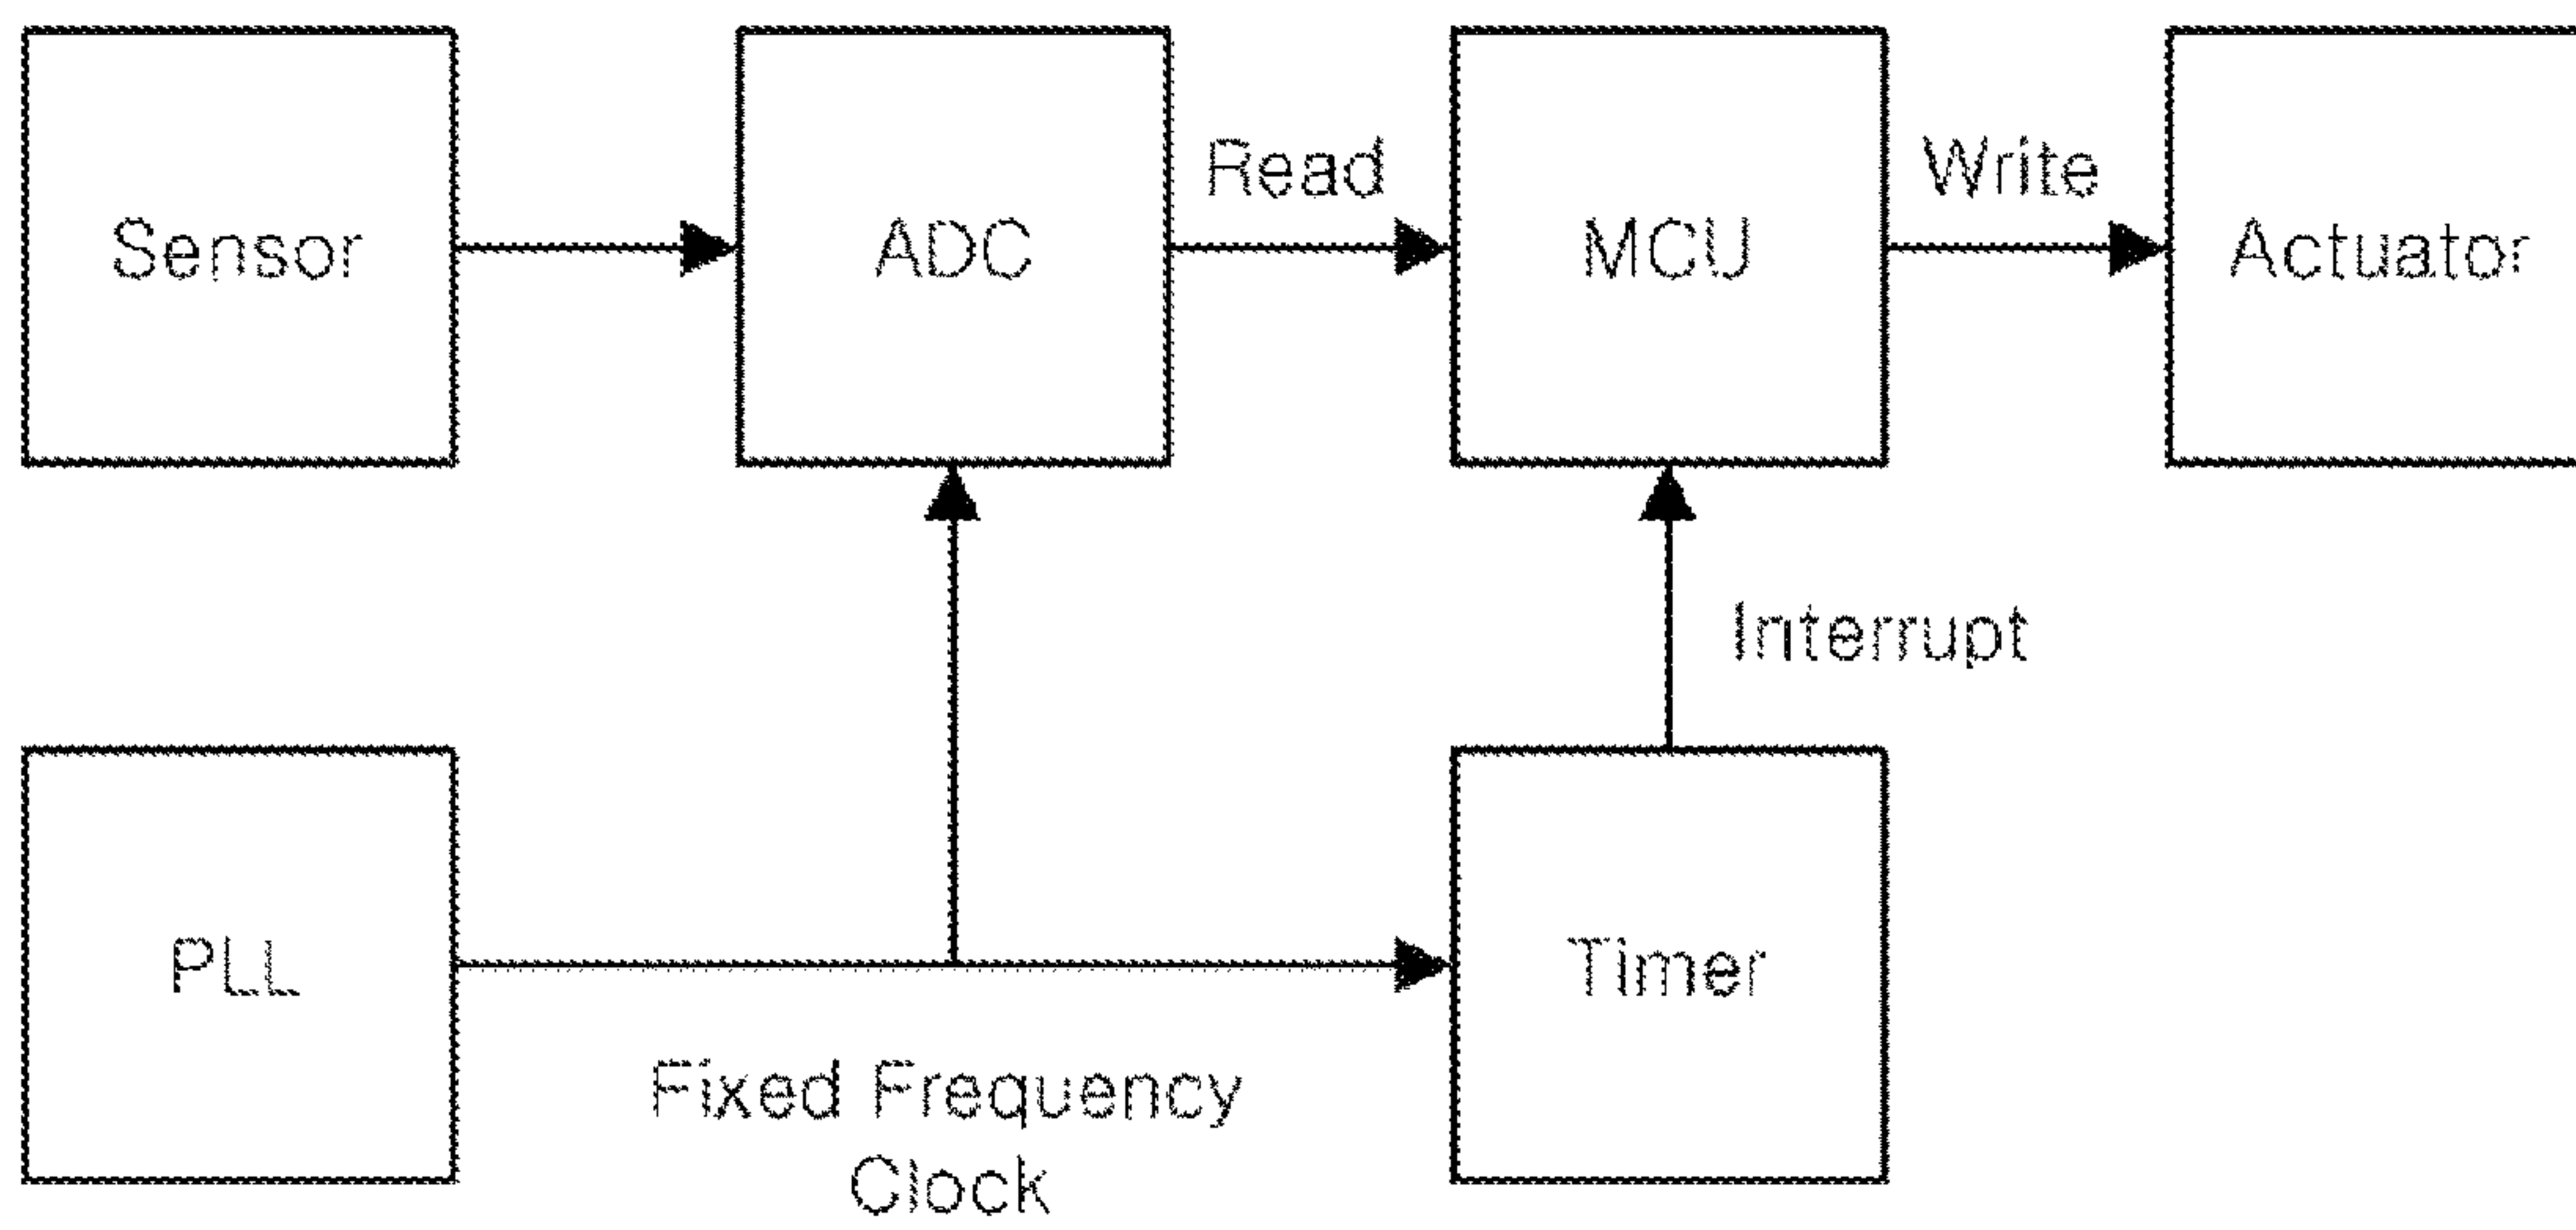 Sensor
ADC
Read
MCU
Write
Actuator
Interrupt
PLL
Timer
Fixed Frequency
Clock